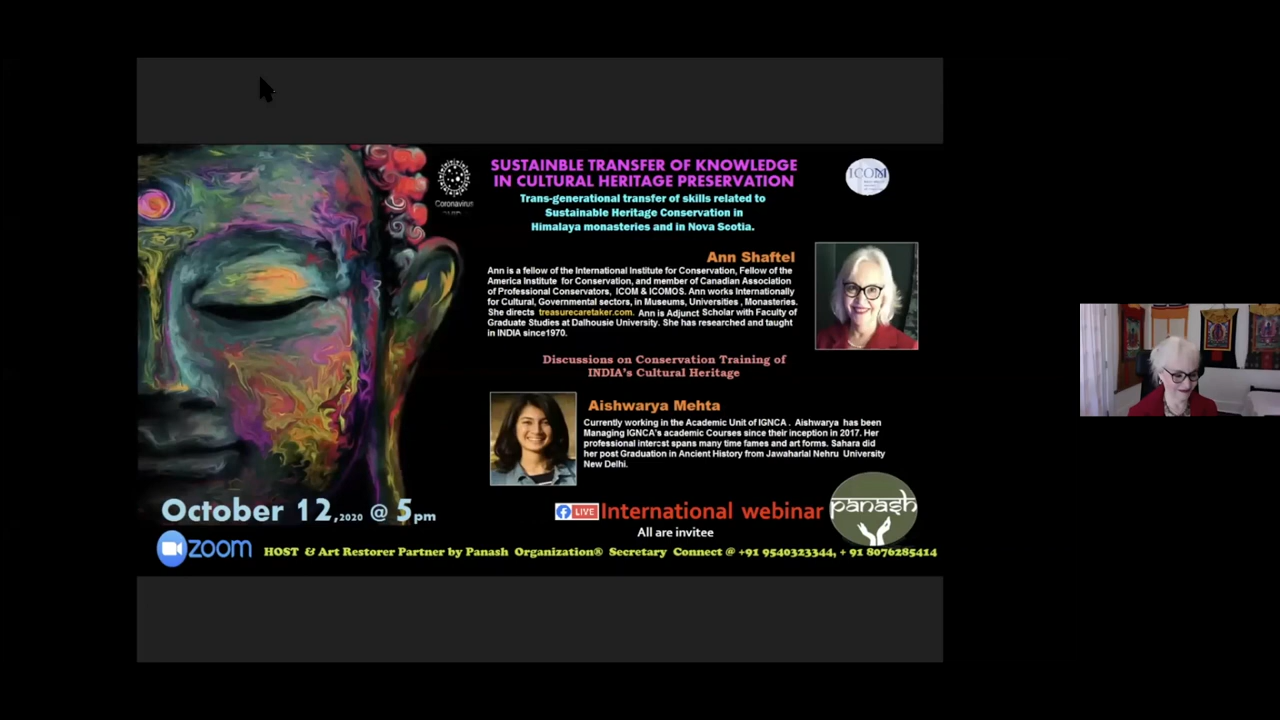 SUSTAINBLE TRANSFER OF KNOWLEDGE
IN CULTURAL HERITAGE PRESERVATION
Trans-generational transfer of skills related to
Sustainable Heritage Conservation in
Himalaya monasteries and in Nova Scotia.
Coronavirus
ICOM
Ann Shaftel
Ann is a fellow of the International Institute for Conservation, Fellow of the
America Institute for Conservation, and member of Canadian Association
of Professional Conservators, ICOM & ICOMOS. Ann works Internationally
for Cultural, Governmental sectors, in Museums, Universities , Monasteries.
She directs treasurecaretaker.com. Ann is Adjunct Scholar with Faculty of
Graduate Studies at Dalhousie University. She has researched and taught
in INDIA since1970.
Discussions on Conservation Training of
INDIA's Cultural Heritage
Aishwarya Mehta
Currently working in the Academic Unit of IGNCA . Aishwarya has been
Managing IGNCA's academic Courses since their inception in 2017. Her
professional interest spans many time fames and art forms. Sahara did
her post Graduation in Ancient History from Jawaharlal Nehru University
New Delhi.
October 12,2020 @ 5pm
LIVE International webinar
All are invitee
panash
zoom
HOST & Art Restorer Partner by Panash Organization® Secretary Connect @ +91 9540323344, + 91 8076285414